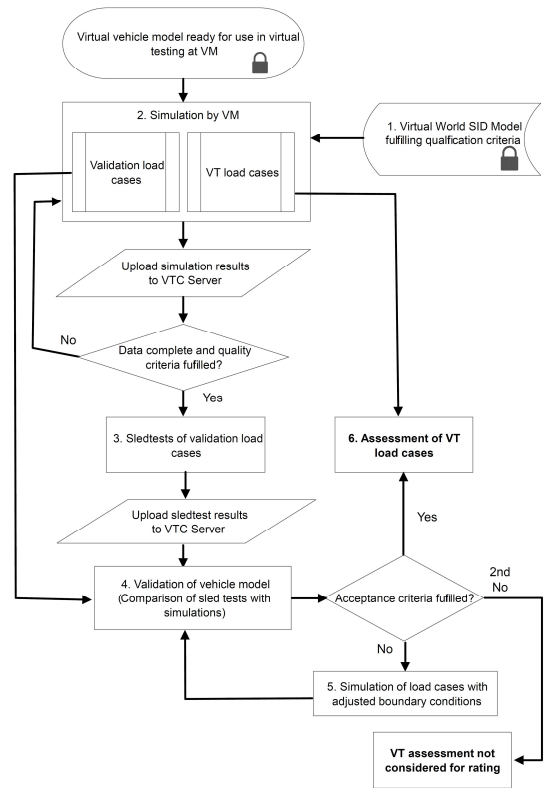 Virtual vehicle model ready for use in virtual
testing at VM
2. Simulation by VM
Validation load
cases
VT load cases
1. Virtual World SID Model
fulfilling qualfication criteria
Upload simulation results
to VTC Server
No
Data complete and quality
criteria fufilled?
Yes
3. Sledtests of validation load
cases
6. Assessment of VT
load cases
Upload sledtest results
to VTC Server
Yes
4. Validation of vehicle model
(Comparison of sled tests with
simulations)
Acceptance criteria fufilled?
2nd
No
No
5. Simulation of load cases with
adjusted boundary conditions
VT assessment not
considered for rating